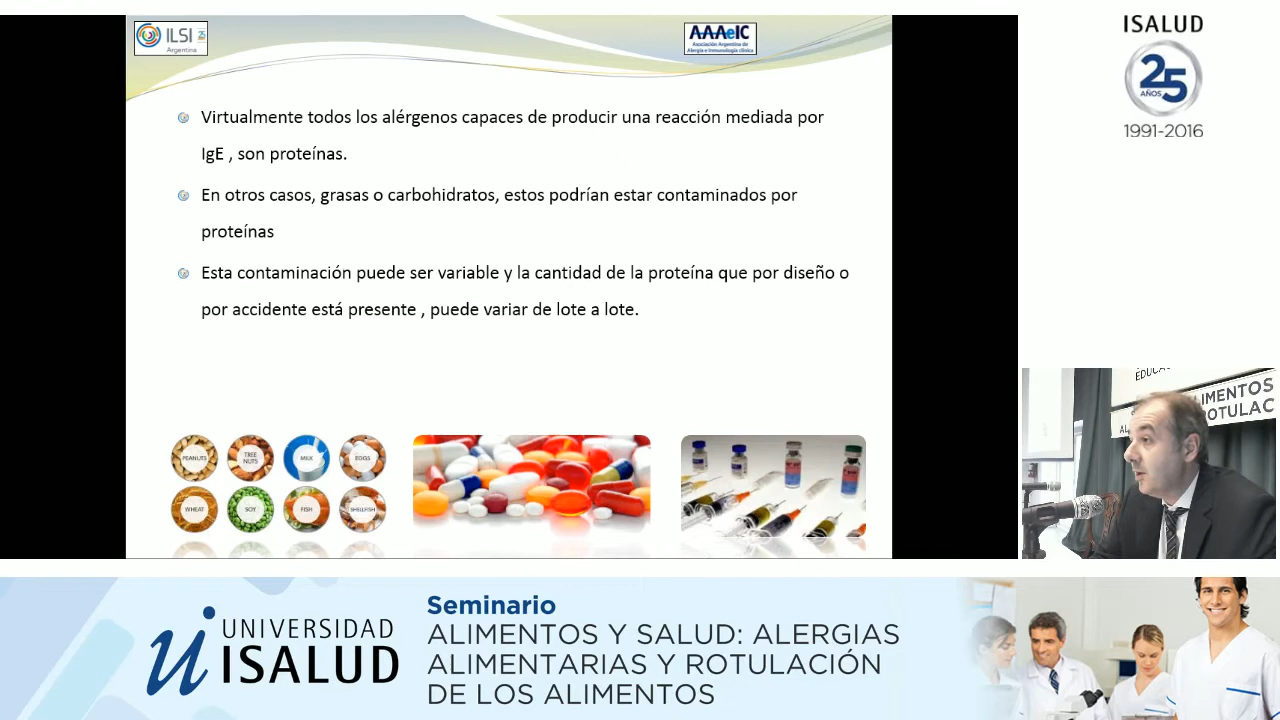 ILSI
Argentina
AAAeIC
Asociación Argentina de
Alergia e Inmunología Clínica
ISALUD
25
AÑOS
1991-2016
Virtualmente todos los alérgenos capaces de producir una reacción mediada por
IgE , son proteínas.
En otros casos, grasas o carbohidratos, estos podrían estar contaminados por
proteínas
Esta contaminación puede ser variable y la cantidad de la proteína que por diseño o
por accidente está presente , puede variar de lote a lote.
PEANUTS
TREE
NUTS
MILK
EGGS
WHEAT
SOY
FISH
SHELLFISH
LIMENTOS
ROTULAC
UNIVERSIDAD
ISALUD
Seminario
ALIMENTOS Y SALUD: ALERGIAS
ALIMENTARIAS Y ROTULACIÓN
DE LOS ALIMENTOS